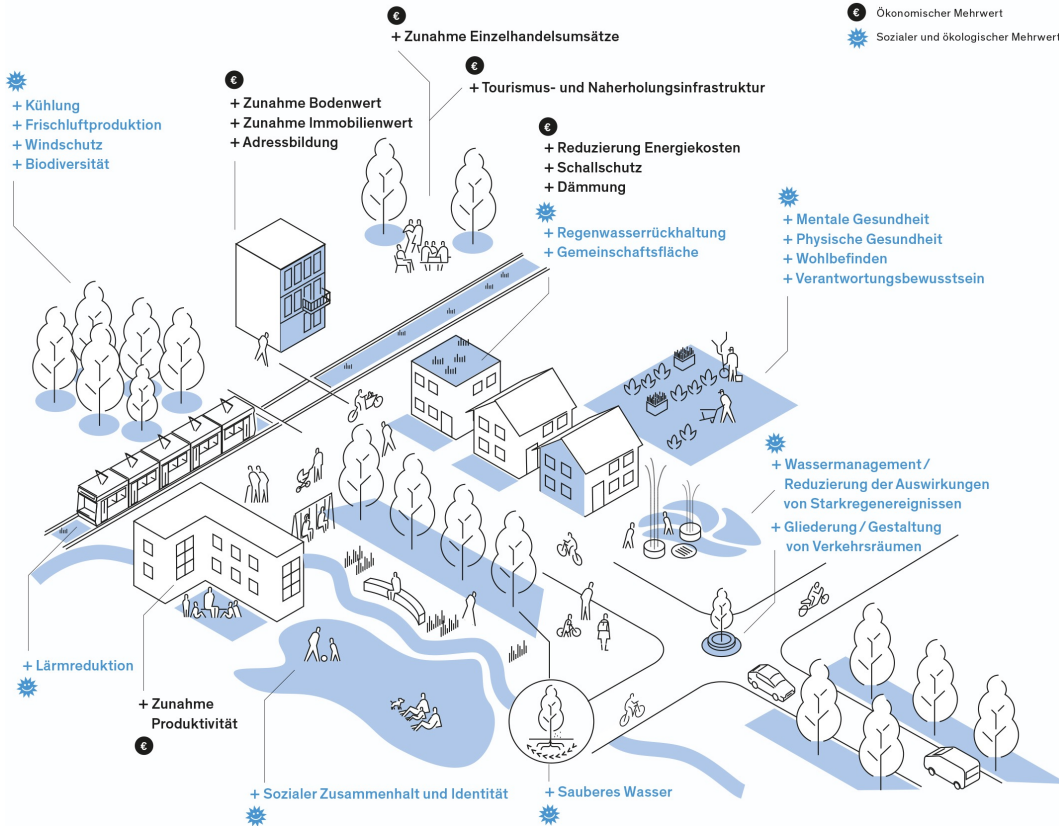 € Ökonomischer Mehrwert
Sozialer und ökologischer Mehrwert
€
+ Zunahme Einzelhandelsumsätze
€
+ Tourismus- und Naherholungsinfrastruktur
+ Kühlung
+ Frischluftproduktion
+ Windschutz
+ Biodiversität
€
+ Zunahme Bodenwert
+ Zunahme Immobilienwert
+ Adressbildung
€
+ Reduzierung Energiekosten
+ Schallschutz
+ Dämmung
+ Regenwasserrückhaltung
+ Gemeinschaftsfläche
+ Mentale Gesundheit
+ Physische Gesundheit
+ Wohlbefinden
+ Verantwortungsbewusstsein
+ Wassermanagement /
Reduzierung der Auswirkungen
von Starkregenereignissen
+ Gliederung / Gestaltung
von Verkehrsräumen
+ Lärmreduktion
+ Zunahme
Produktivität
€
+ Sozialer Zusammenhalt und Identität
+ Sauberes Wasser